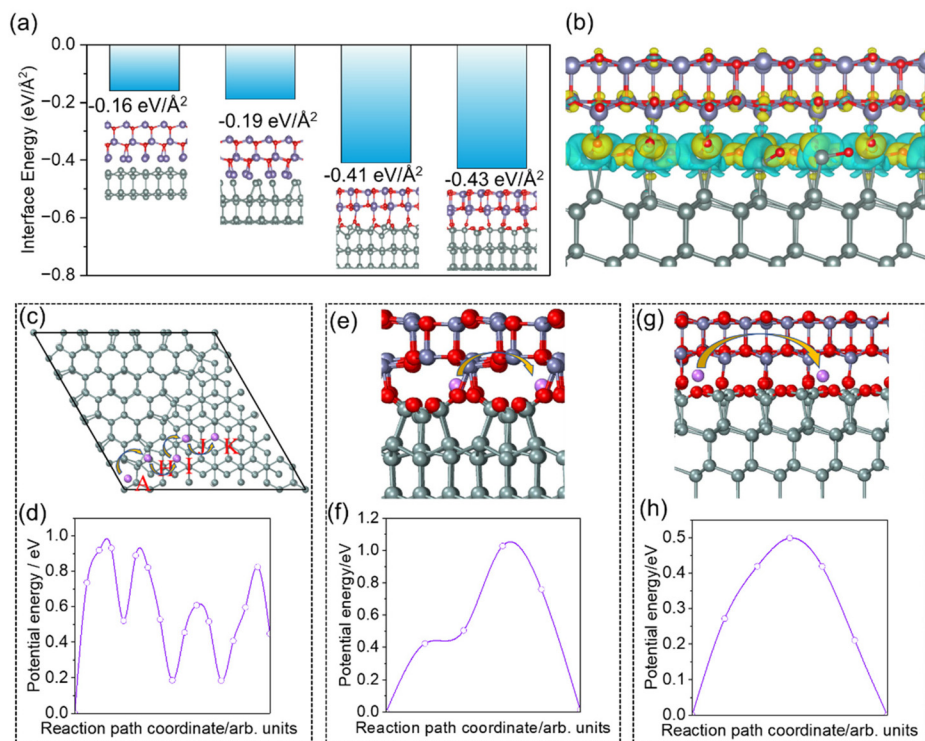 (a)
Interface Energy (eV/Å²)
0.0
−0.2
−0.4
−0.6
−0.8
-0.16 eV/Å²
-0.19 eV/Å²
-0.41 eV/Å²
-0.43 eV/Å²
(b)
(c)
A
H
I
J
K
(d)
Potential energy / eV
1.0
0.8
0.6
0.4
0.2
0.0
Reaction path coordinate/arb. units
(e)
(f)
Potential energy/eV
1.2
1.0
0.8
0.6
0.4
0.2
0.0
Reaction path coordinate/arb. units
(g)
(h)
Potential energy/eV
0.5
0.4
0.3
0.2
0.1
0.0
Reaction path coordinate/arb. units